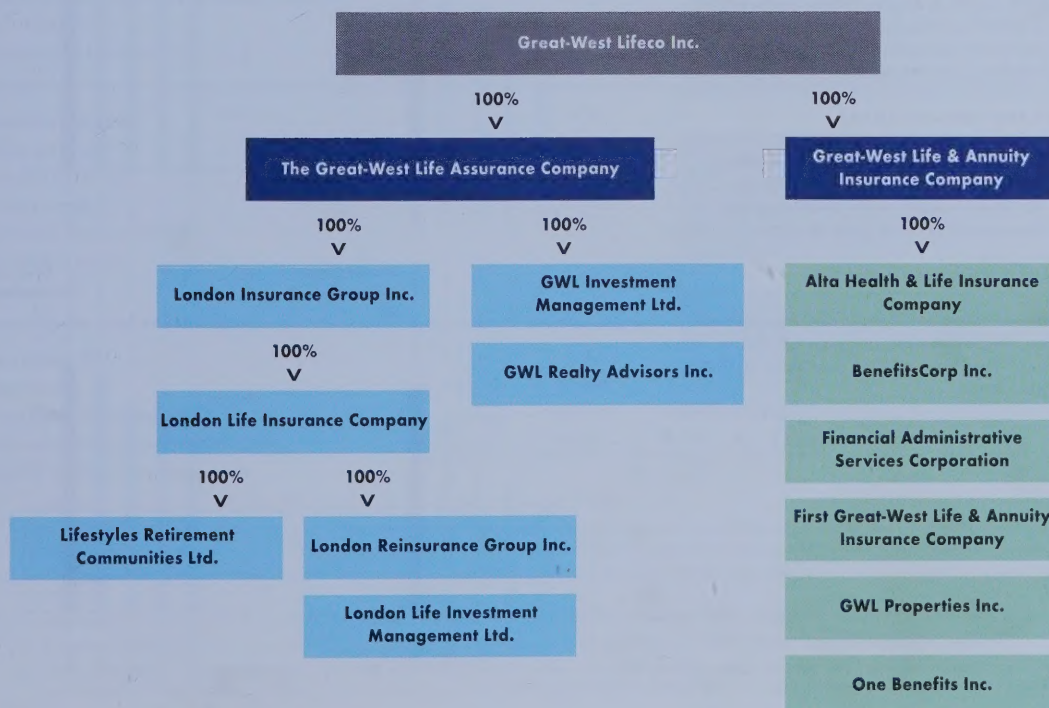 Great-West Lifeco Inc.
100%
100%
The Great-West Life Assurance Company
Great-West Life & Annuity
Insurance Company
100%
100%
100%
London Insurance Group Inc.
GWL Investment
Management Ltd.
Alta Health & Life Insurance
Company
100%
GWL Realty Advisors Inc.
BenefitsCorp Inc.
London Life Insurance Company
Financial Administrative
Services Corporation
100%
100%
Lifestyles Retirement
Communities Ltd.
London Reinsurance Group Inc.
First Great-West Life & Annuity
Insurance Company
London Life Investment
Management Ltd.
GWL Properties Inc.
One Benefits Inc.